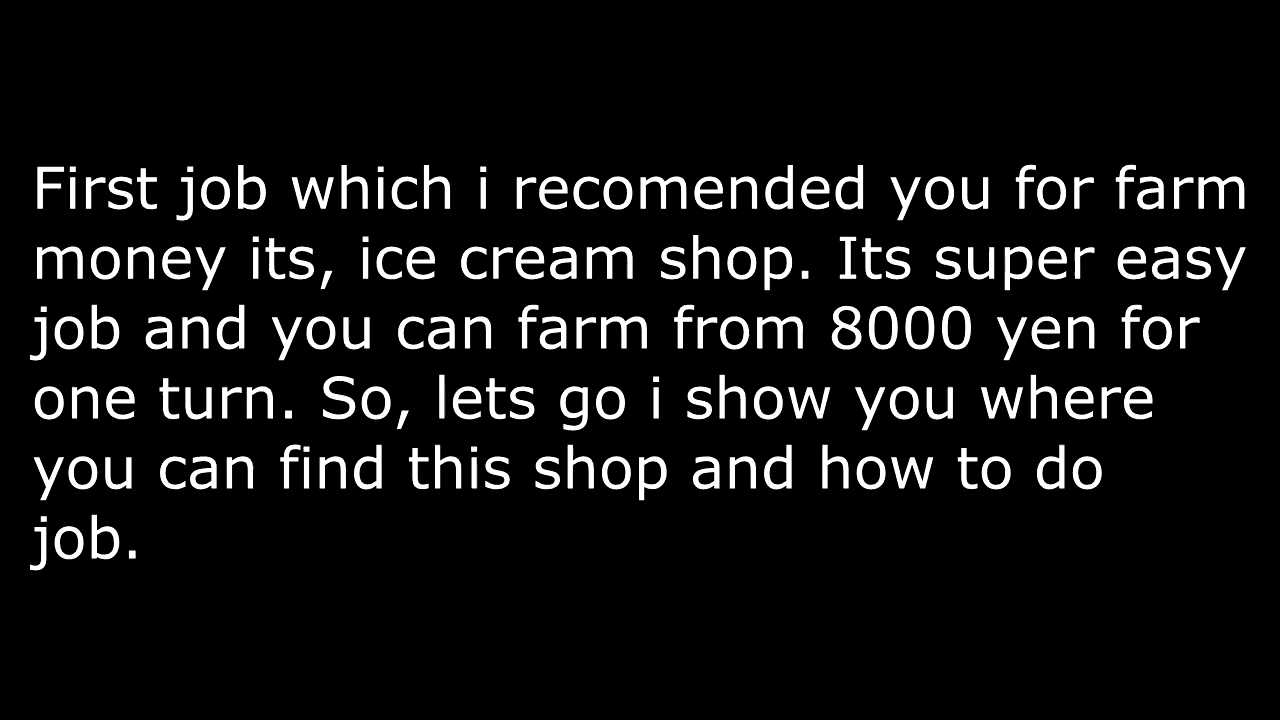 First job which i recomended you for farm
money its, ice cream shop. Its super easy
job and you can farm from 8000 yen for
one turn. So, lets go i show you where
you can find this shop and how to do
job.